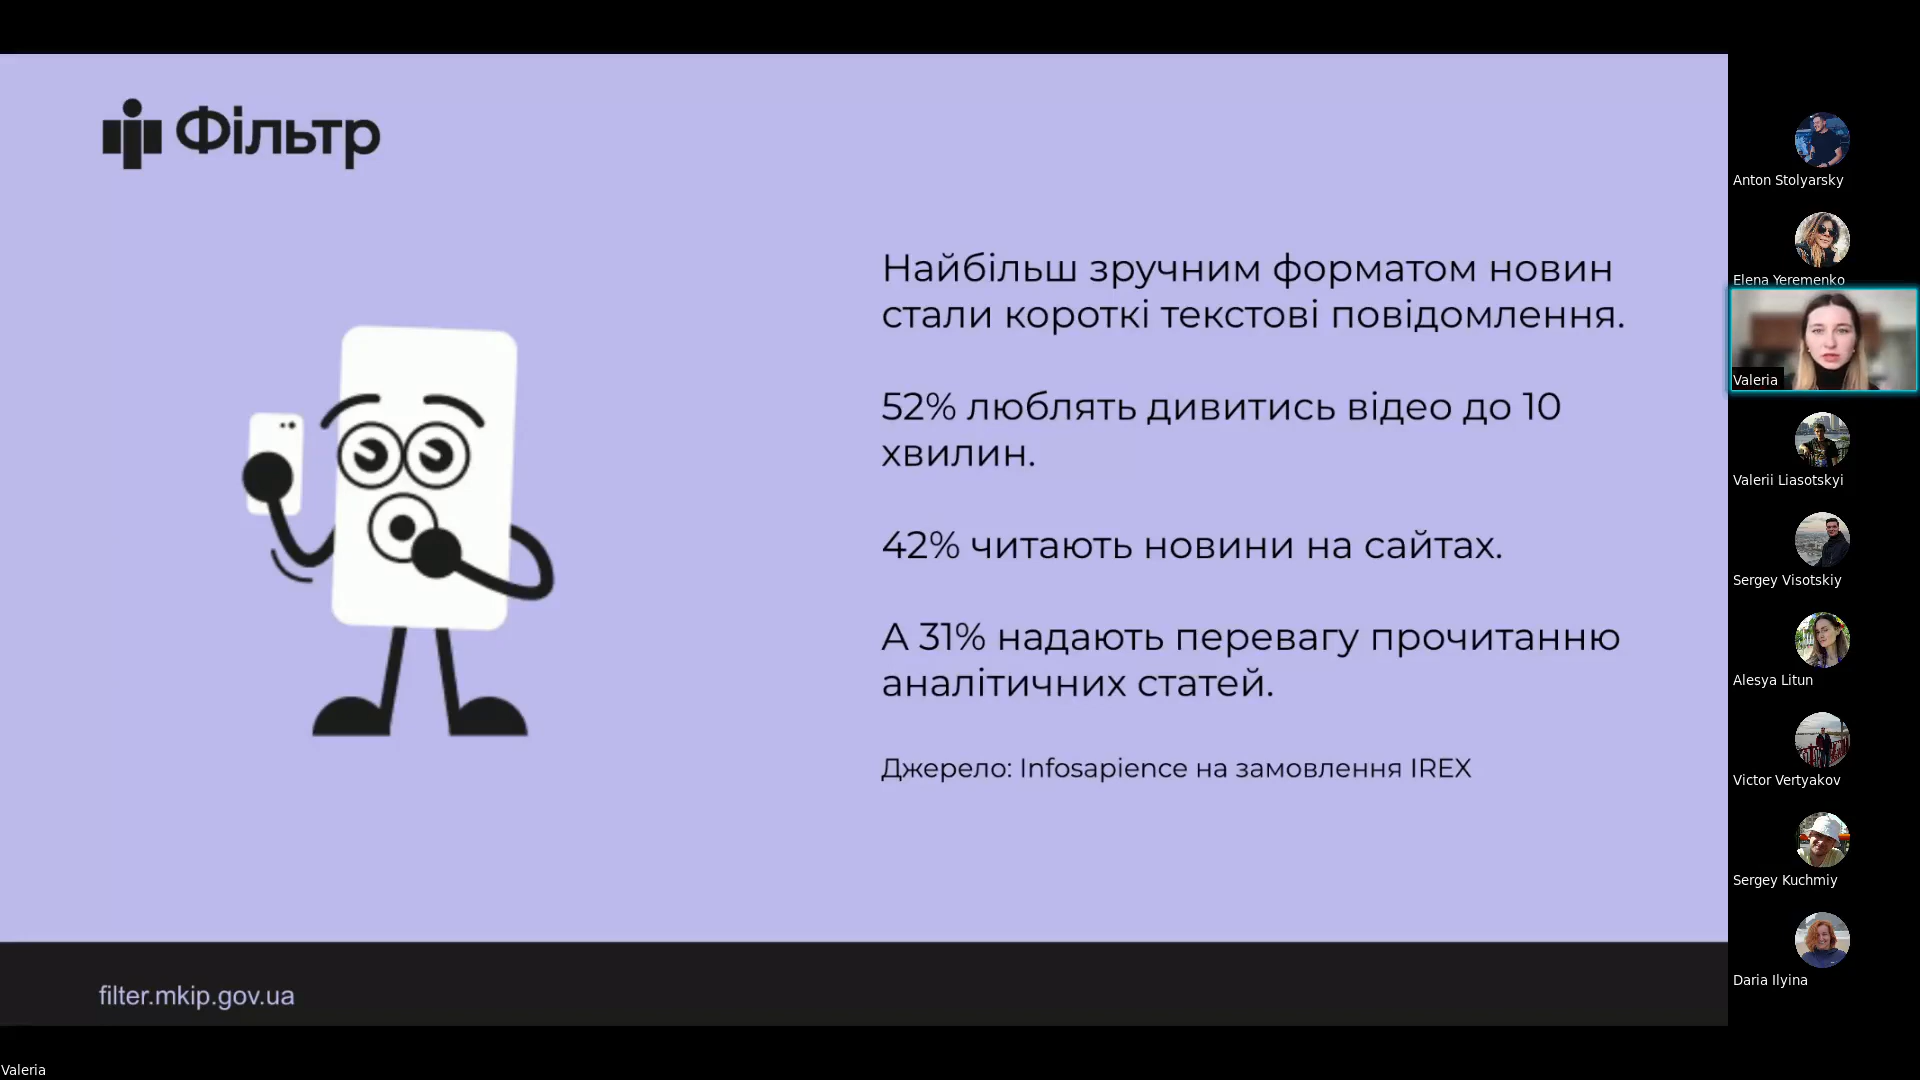 Фільтр
Найбільш зручним форматом новин
стали короткі текстові повідомлення.
52% люблять дивитись відео до 10
хвилин.
42% читають новини на сайтах.
А 31% надають перевагу прочитанню
аналітичних статей.
Джерело: Infosapience на замовлення IREX
filter.mkip.gov.ua
Valeria
Anton Stolyarsky
Elena Yeremenko
Valeria
Valerii Liasotskyi
Sergey Visotskiy
Alesya Litun
Victor Vertyakov
Sergey Kuchmiy
Daria Ilyina